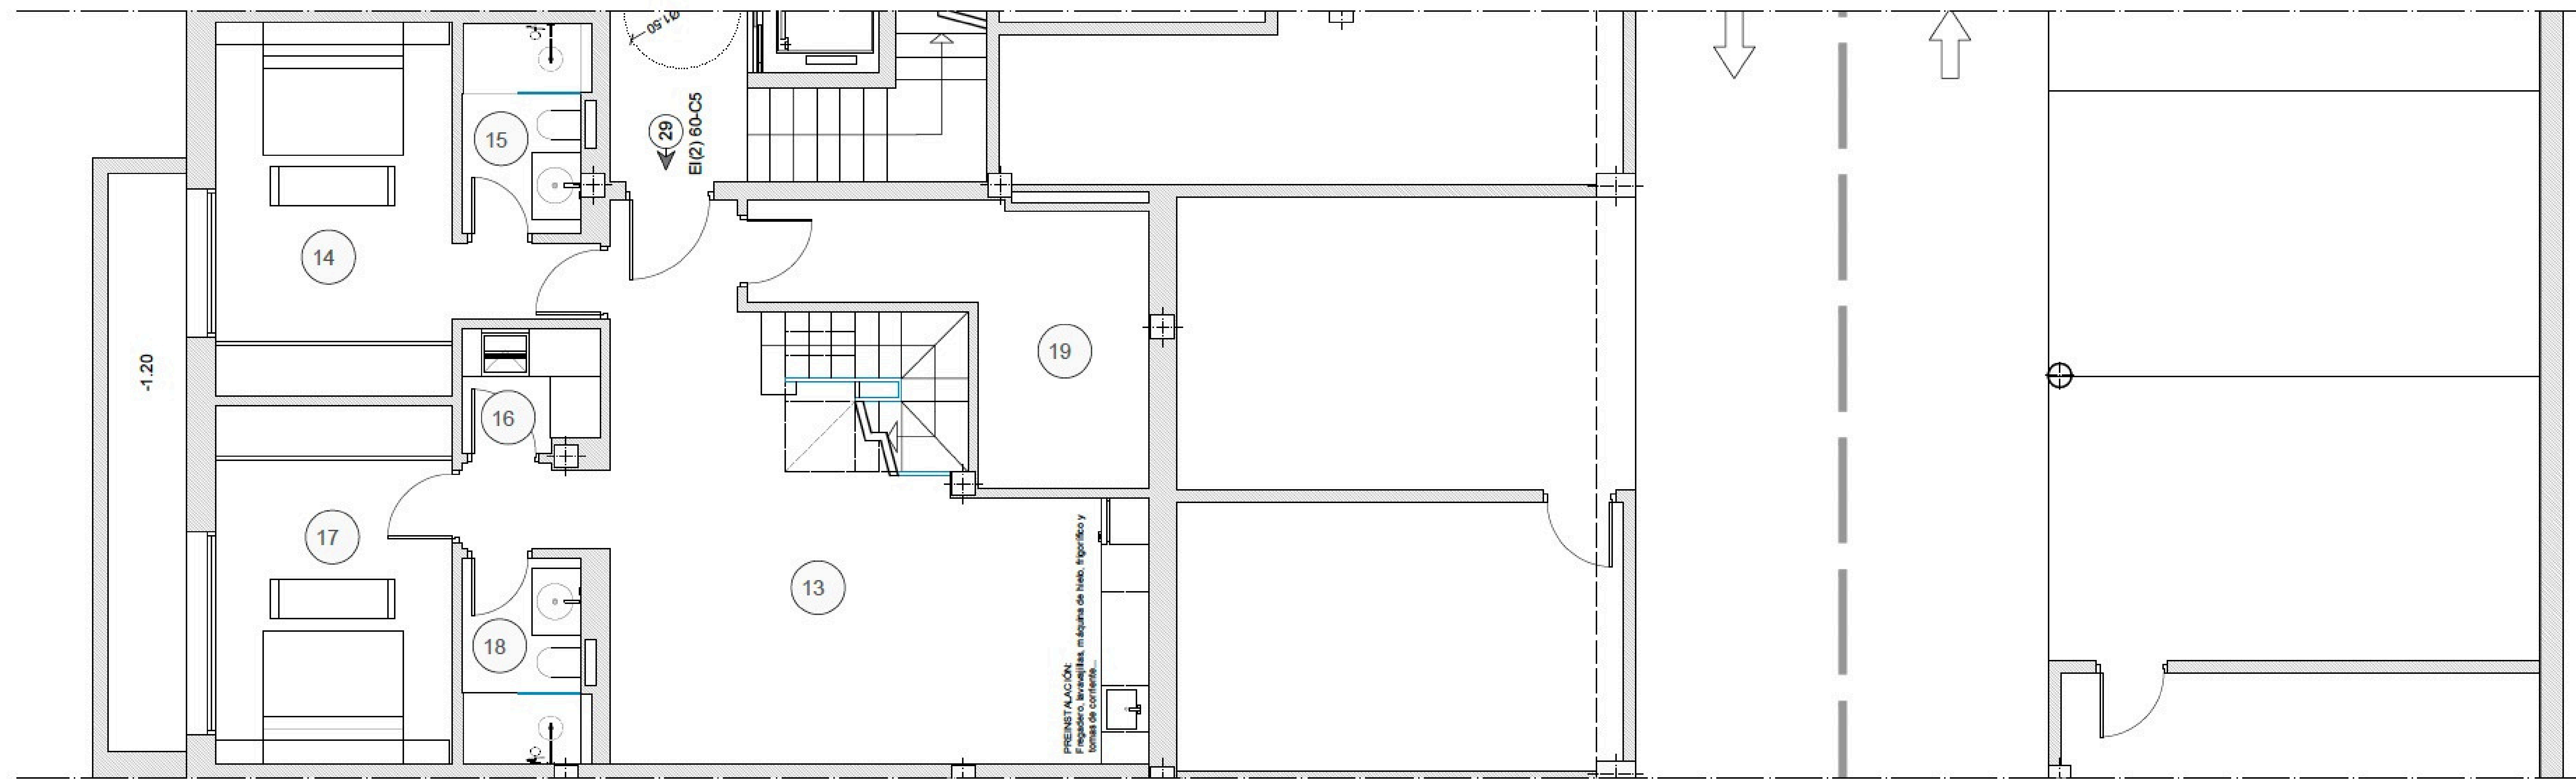 Ø1.50
29
EI(2) 60-C5
15
14
19
-1.20
16
17
13
18
PREINSTALACIÓN:
Fregadero, lavavajillas, máquina de hielo, frigorífico y
tomas de corriente...